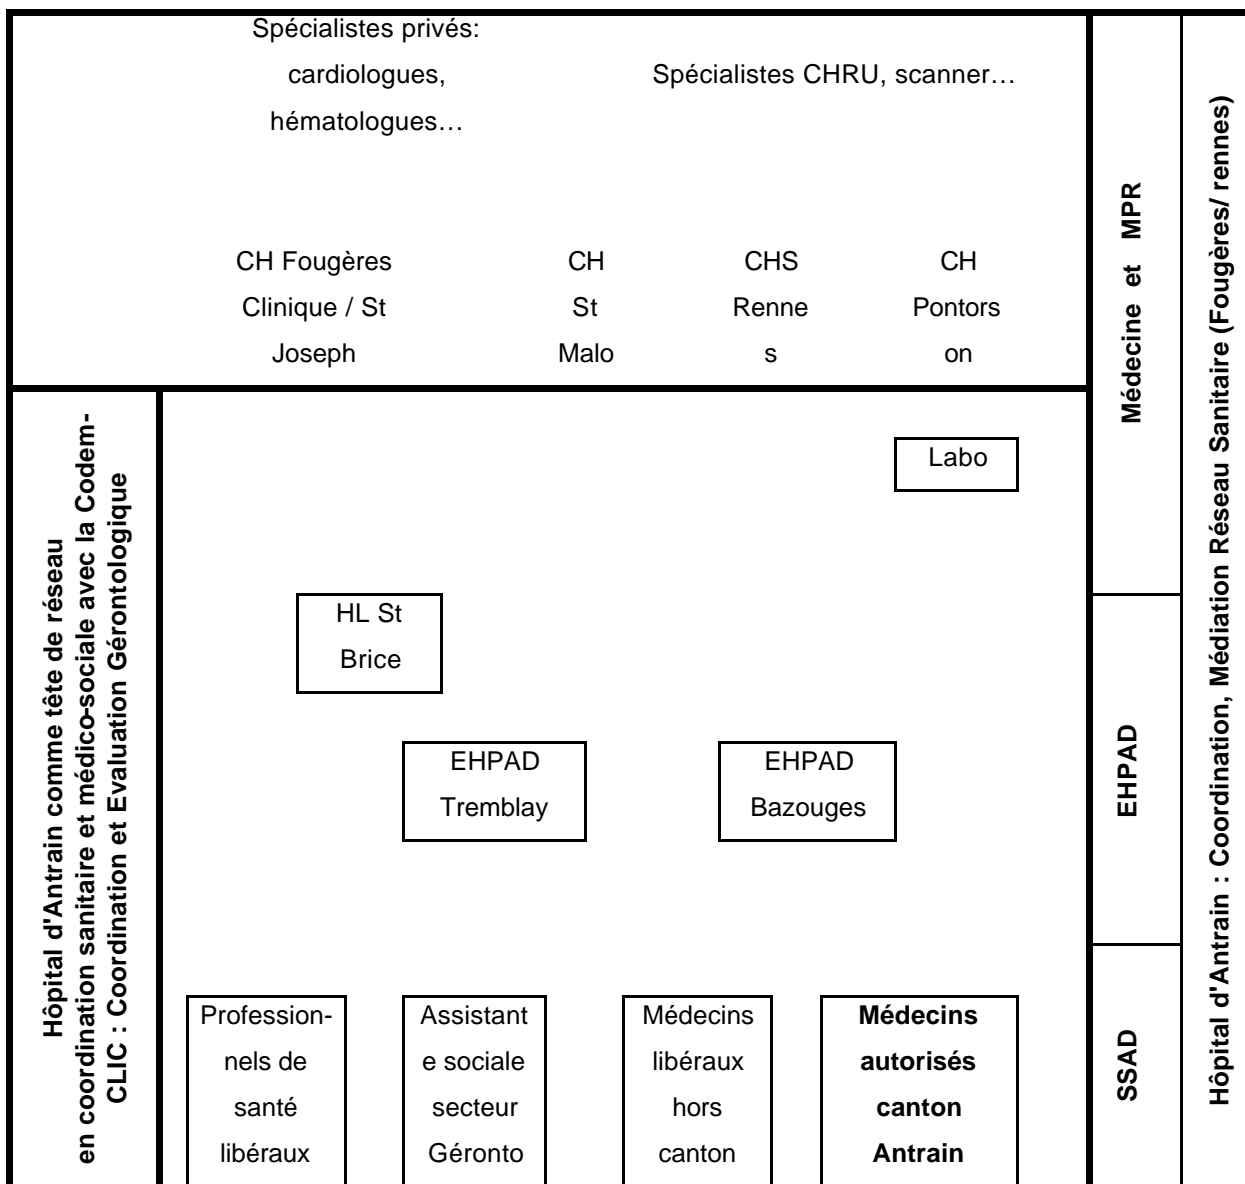 Spécialistes privés:
cardiologues,
hématologues…
Spécialistes CHRU, scanner…
CH Fougères
Clinique / St
Joseph
CH
St
Malo
CHS
Renne
s
CH
Pontors
on
Labo
HL St
Brice
EHPAD
Tremblay
EHPAD
Bazouges
Profession-
nels de
santé
libéraux
Assistant
e sociale
secteur
Géronto
Médecins
libéraux
hors
canton
Médecins
autorisés
canton
Antrain
Hôpital d'Antrain comme tête de réseau
en coordination sanitaire et médico-sociale avec la Codem-
CLIC : Coordination et Evaluation Gérontologique
Médecine et MPR
EHPAD
SSAD
Hôpital d'Antrain : Coordination, Médiation Réseau Sanitaire (Fougères/ rennes)